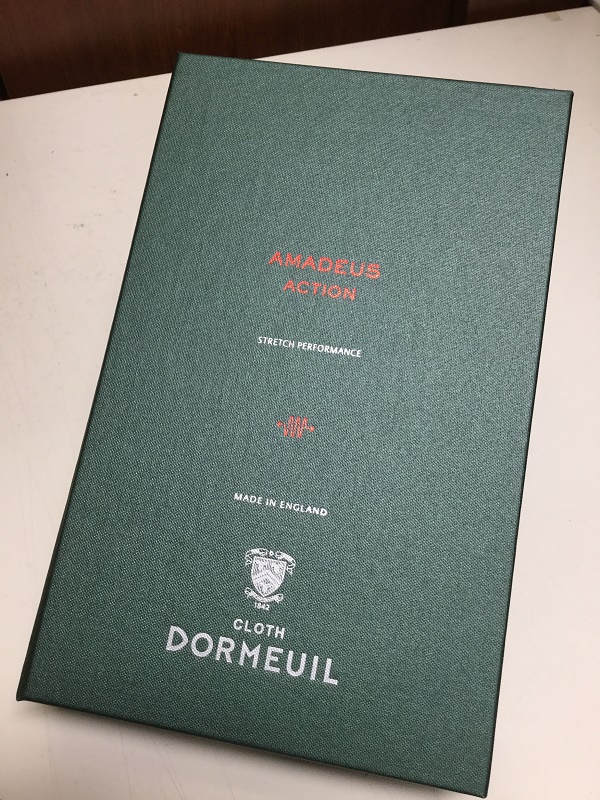 AMADEUS
ACTION
STRETCH PERFORMANCE
MADE IN ENGLAND
1842
CLOTH
DORMEUIL